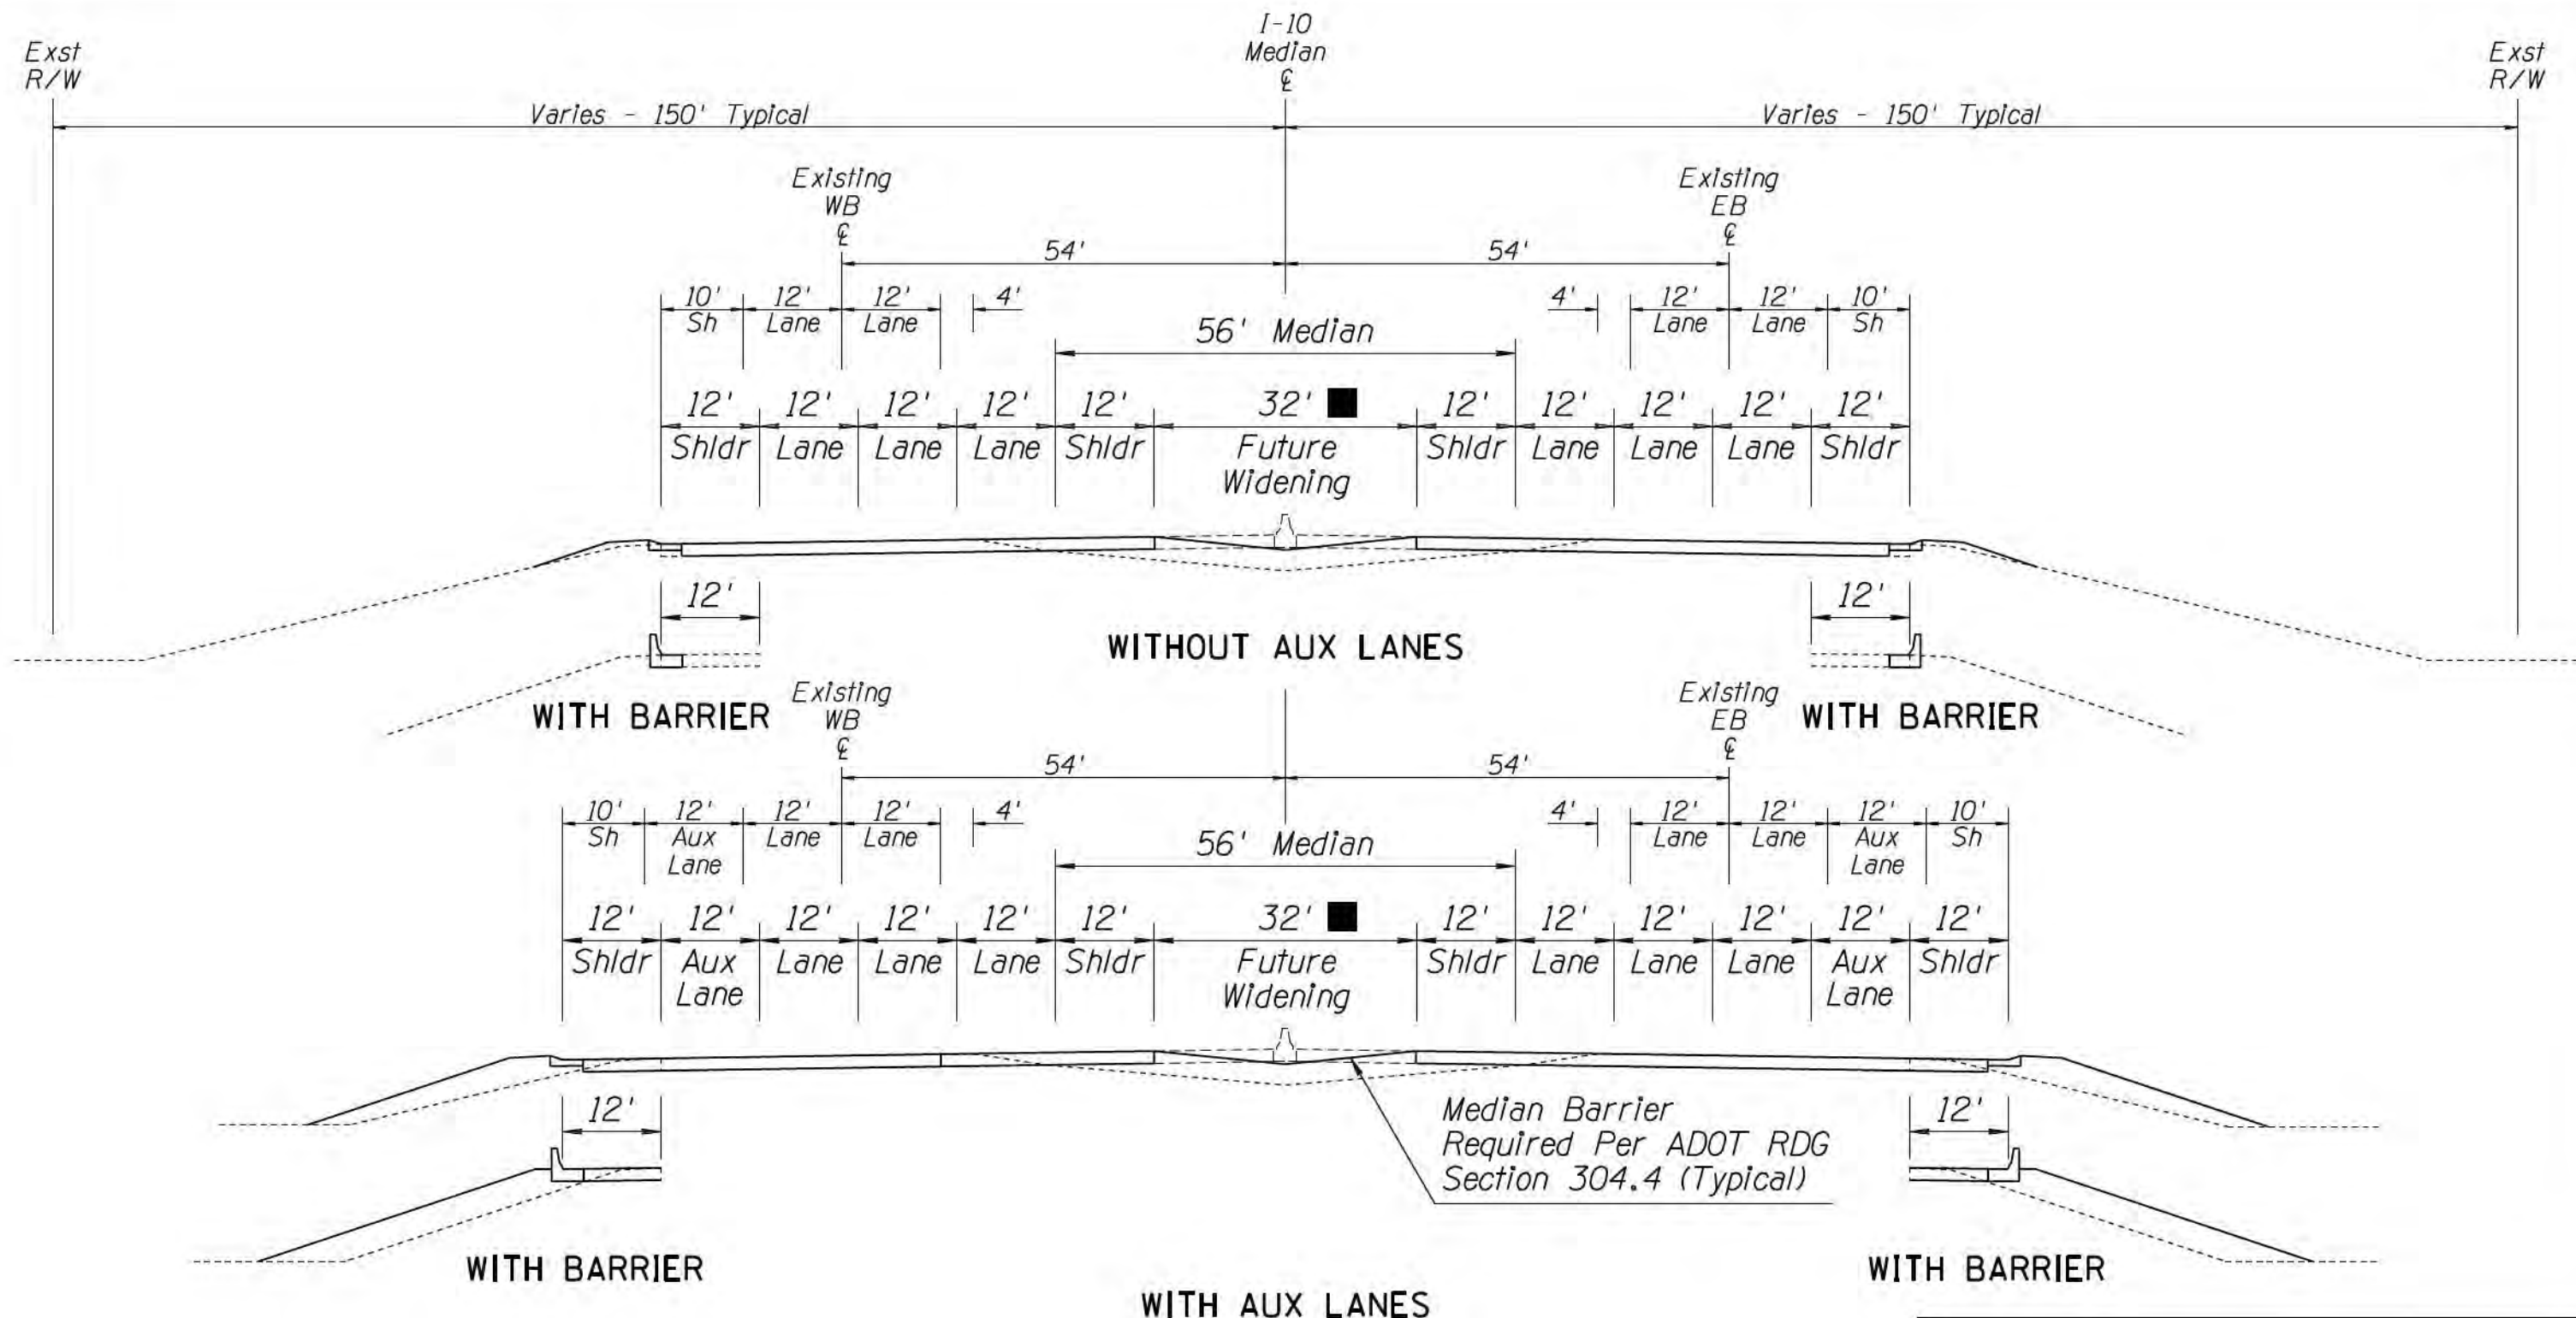 I-10
Median
℄
Exst
R/W
Exst
R/W
Varies - 150' Typical
Varies - 150' Typical
Existing
WB
℄
Existing
EB
℄
54'
54'
10'
Sh
12'
Lane
12'
Lane
4'
4'
12'
Lane
12'
Lane
10'
Sh
56' Median
12'
Shldr
12'
Lane
12'
Lane
12'
Lane
12'
Shldr
32' ■
Future
Widening
12'
Shldr
12'
Lane
12'
Lane
12'
Lane
12'
Shldr
12'
12'
WITHOUT AUX LANES
WITH BARRIER
WITH BARRIER
Existing
WB
℄
Existing
EB
℄
54'
54'
10'
Sh
12'
Aux
Lane
12'
Lane
12'
Lane
4'
4'
12'
Lane
12'
Lane
12'
Aux
Lane
10'
Sh
56' Median
12'
Shldr
12'
Aux
Lane
12'
Lane
12'
Lane
12'
Lane
12'
Shldr
32' ■
Future
Widening
12'
Shldr
12'
Lane
12'
Lane
12'
Lane
12'
Aux
Lane
12'
Shldr
12'
12'
Median Barrier
Required Per ADOT RDG
Section 304.4 (Typical)
WITH BARRIER
WITH BARRIER
WITH AUX LANES